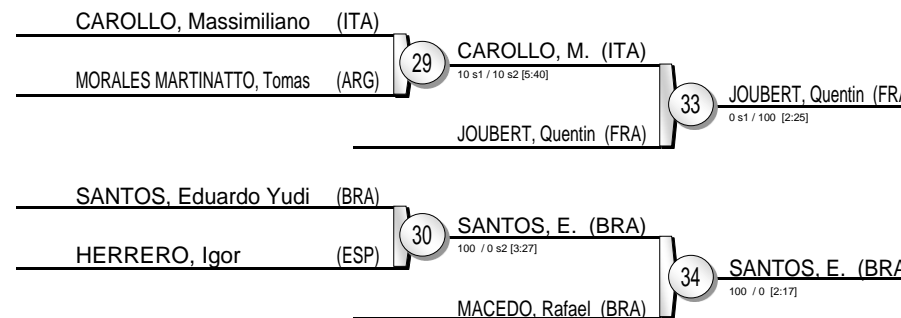 CAROLLO, Massimiliano (ITA)
29
CAROLLO, M. (ITA)
10 s1 / 10 s2 [5:40]
MORALES MARTINATTO, Tomas (ARG)
33
JOUBERT, Quentin (FRA
0 s1 / 100 [2:25]
JOUBERT, Quentin (FRA)
SANTOS, Eduardo Yudi (BRA)
30
SANTOS, E. (BRA)
100 / 0 s2 [3:27]
HERRERO, Igor (ESP)
34
SANTOS, E. (BRA
100 / 0 [2:17]
MACEDO, Rafael (BRA)